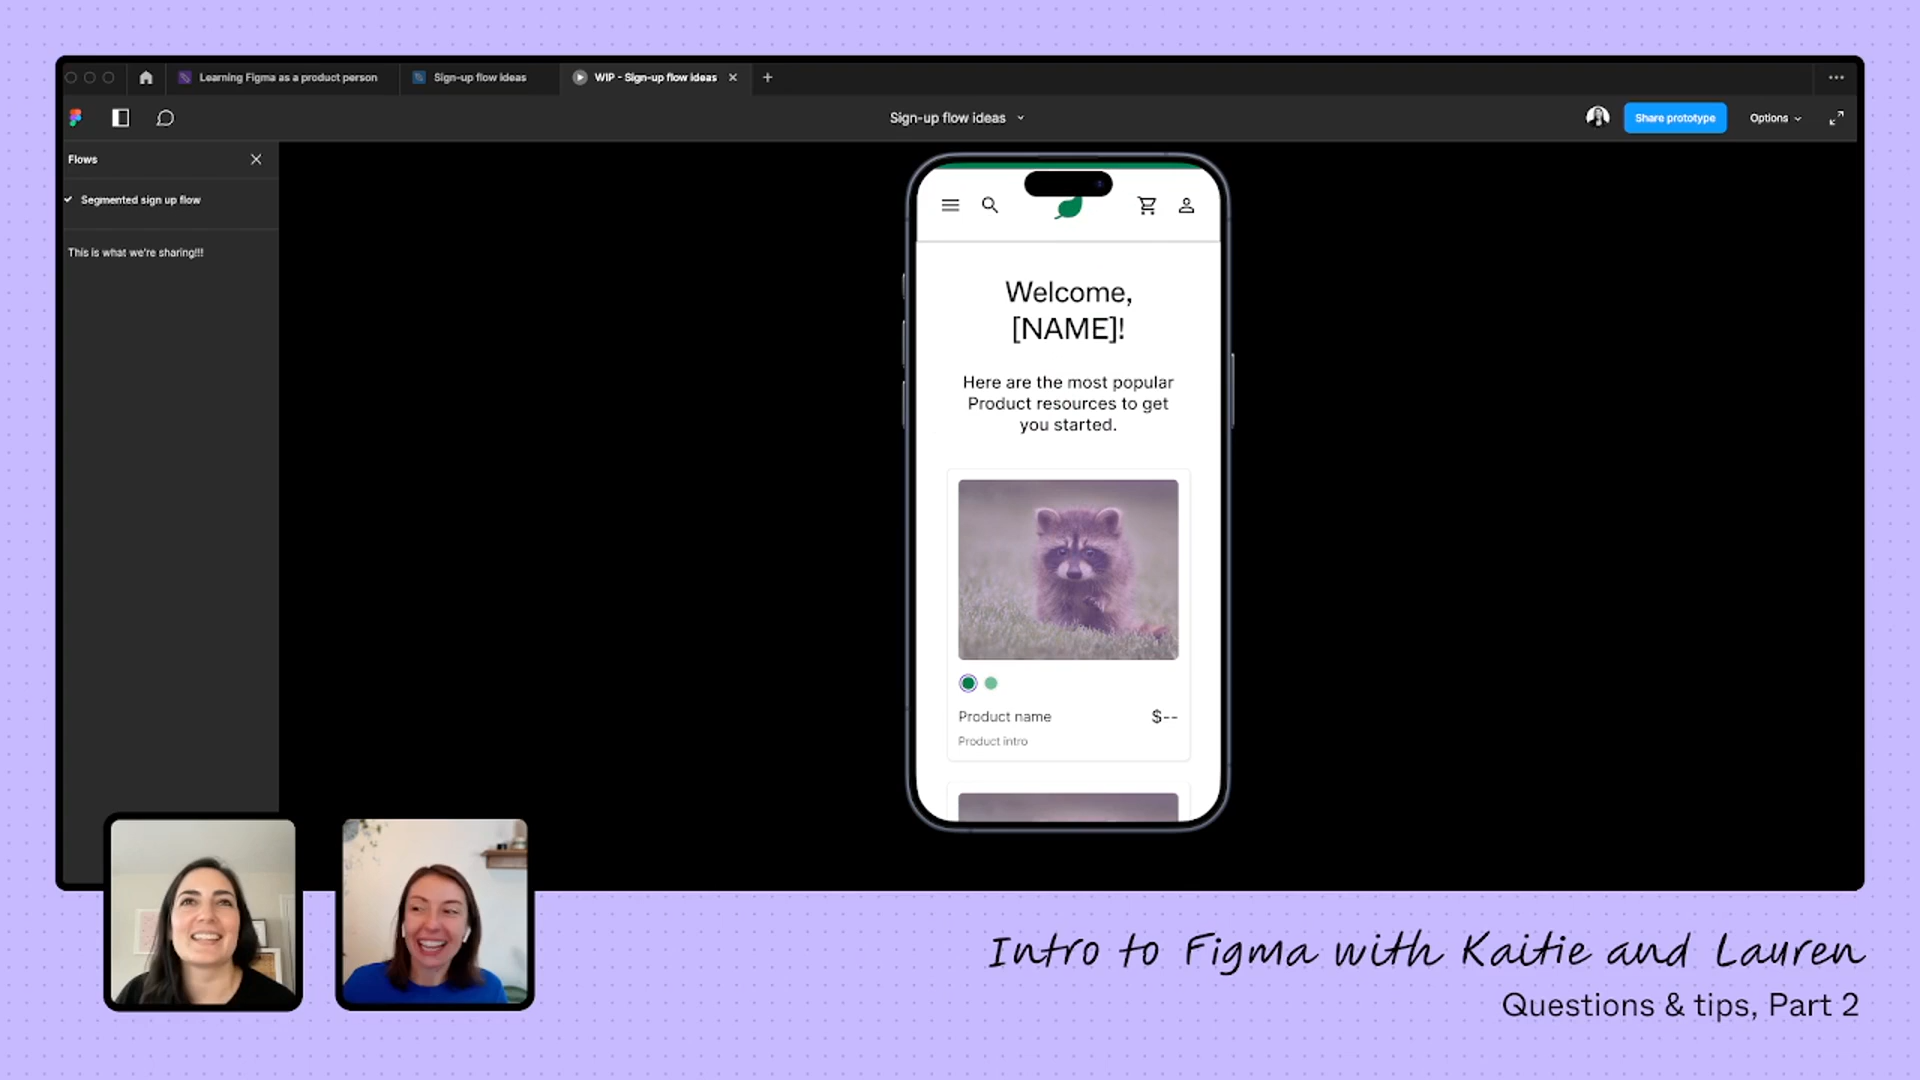 Learning Figma as a product person
Sign-up flow ideas
WIP - Sign-up flow ideas
Sign-up flow ideas
Share prototype
Options
Flows
Segmented sign up flow
This is what we're sharing!!!
Welcome,
[NAME]!
Here are the most popular
Product resources to get
you started.
Product name
$--
Product intro
Intro to Figma with Kaitie and Lauren
Questions & tips, Part 2